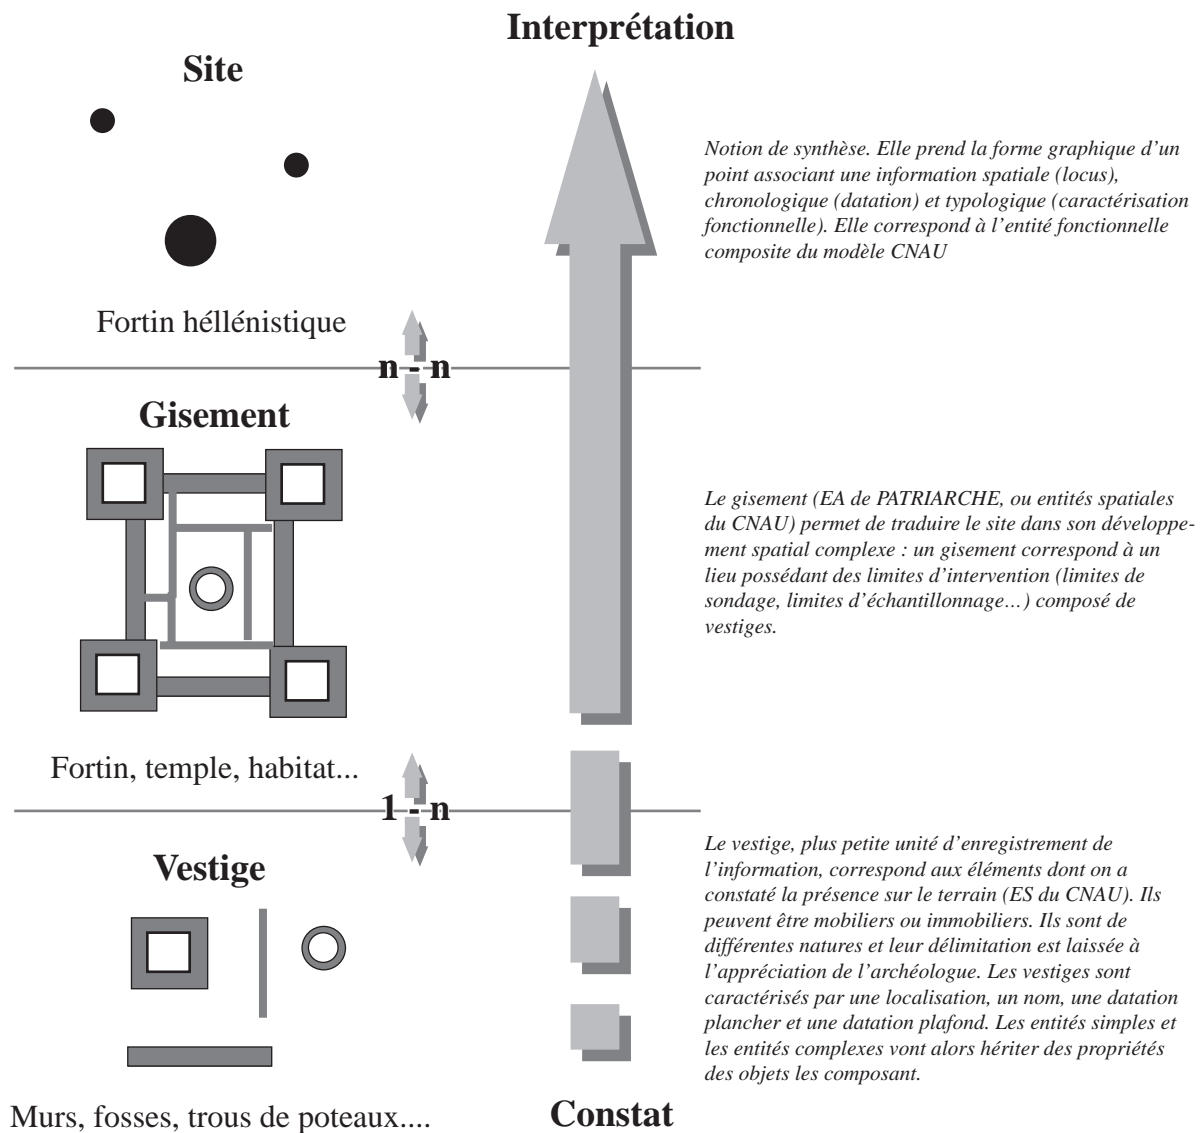 Interprétation
Site
Notion de synthèse. Elle prend la forme graphique d’un
point associant une information spatiale (locus),
chronologique (datation) et typologique (caractérisation
fonctionnelle). Elle correspond à l’entité fonctionnelle
composite du modèle CNAU
Fortin héllénistique
n - n
Gisement
Le gisement (EA de PATRIARCHE, ou entités spatiales
du CNAU) permet de traduire le site dans son développe-
ment spatial complexe : un gisement correspond à un
lieu possédant des limites d’intervention (limites de
sondage, limites d’échantillonnage…) composé de
vestiges.
Fortin, temple, habitat...
1 - n
Vestige
Le vestige, plus petite unité d’enregistrement de
l’information, correspond aux éléments dont on a
constaté la présence sur le terrain (ES du CNAU). Ils
peuvent être mobiliers ou immobiliers. Ils sont de
différentes natures et leur délimitation est laissée à
l’appréciation de l’archéologue. Les vestiges sont
caractérisés par une localisation, un nom, une datation
plancher et une datation plafond. Les entités simples et
les entités complexes vont alors hériter des propriétés
des objets les composant.
Murs, fosses, trous de poteaux....
Constat